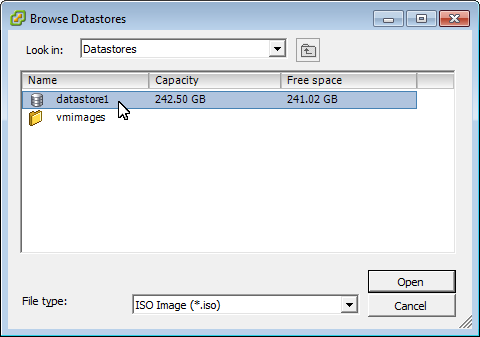 Browse Datastores
Look in: Datastores
Name Capacity Free space
datastore1 242.50 GB 241.02 GB
vmimages
Open
File type: ISO Image (*.iso)
Cancel